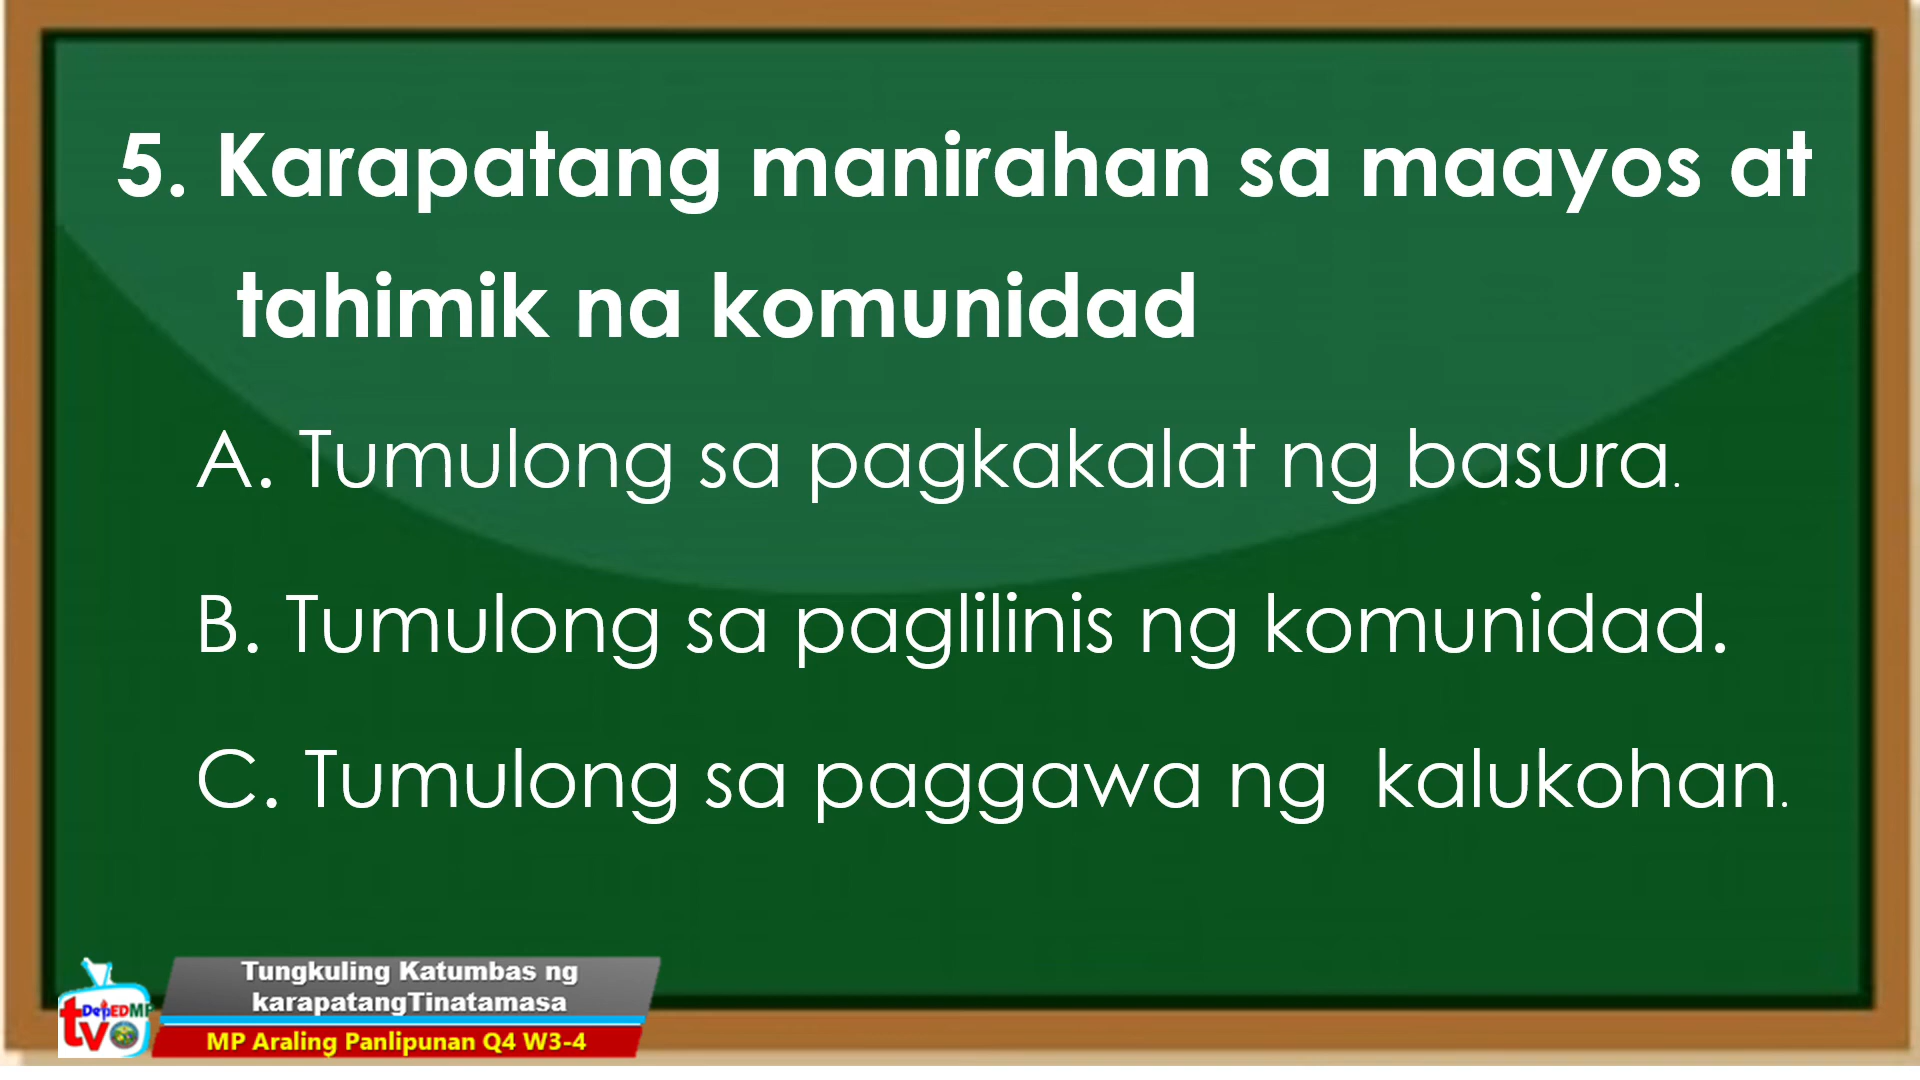 5. Karapatang manirahan sa maayos at
tahimik na komunidad
A. Tumulong sa pagkakalat ng basura.
B. Tumulong sa paglilinis ng komunidad.
C. Tumulong sa paggawa ng kalukohan.
Tungkuling Katumbas ng
karapatangTinatamasa
DepEDMP
tv
MP Araling Panlipunan Q4 W3-4